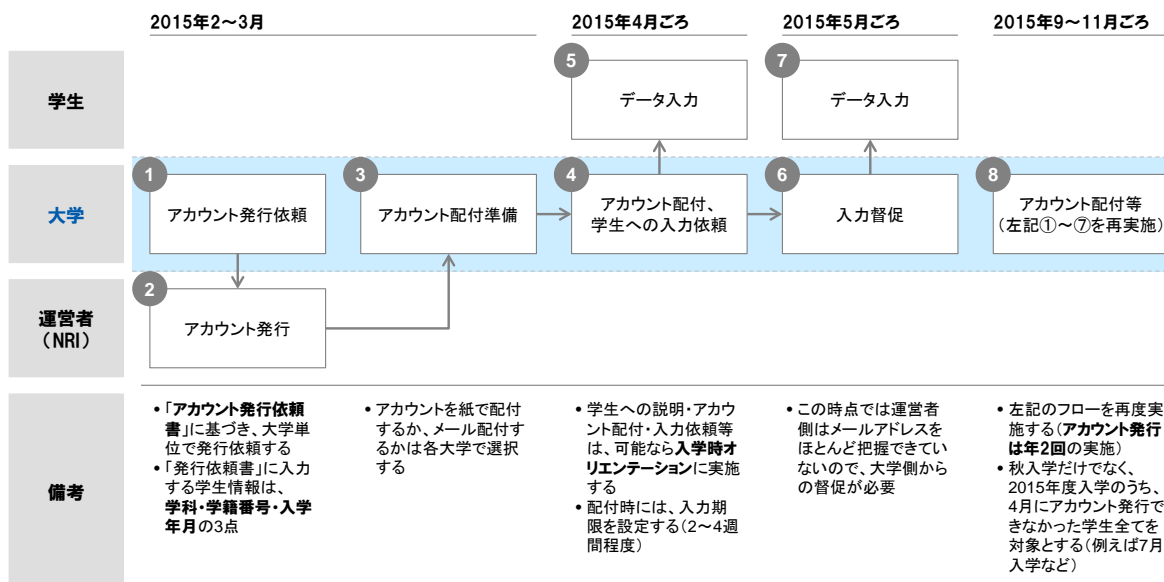 2015年2～3月
2015年4月ごろ
2015年5月ごろ
2015年9～11月ごろ
学生
5
データ入力
7
データ入力
大学
1
アカウント発行依頼
3
アカウント配付準備
4
アカウント配付、
学生への入力依頼
6
入力督促
8
アカウント配付等
（左記①～⑦を再実施）
運営者
（NRI）
2
アカウント発行
備考
• 「アカウント発行依頼
書」に基づき、大学単
位で発行依頼する
• 「発行依頼書」に入力
する学生情報は、
学科・学籍番号・入学
年月の3点
• アカウントを紙で配付
するか、メール配付す
るかは各大学で選択
する
• 学生への説明・アカウ
ント配付・入力依頼等
は、可能なら入学時オ
リエンテーションに実施
する
• 配付時には、入力期
限を設定する（2～4週
間程度）
• この時点では運営者
側はメールアドレスを
ほとんど把握できてい
ないので、大学側から
の督促が必要
• 左記のフローを再度実
施する（アカウント発行
は年2回の実施）
• 秋入学だけでなく、
2015年度入学のうち、
4月にアカウント発行で
きなかった学生全てを
対象とする（例えば7月
入学など）